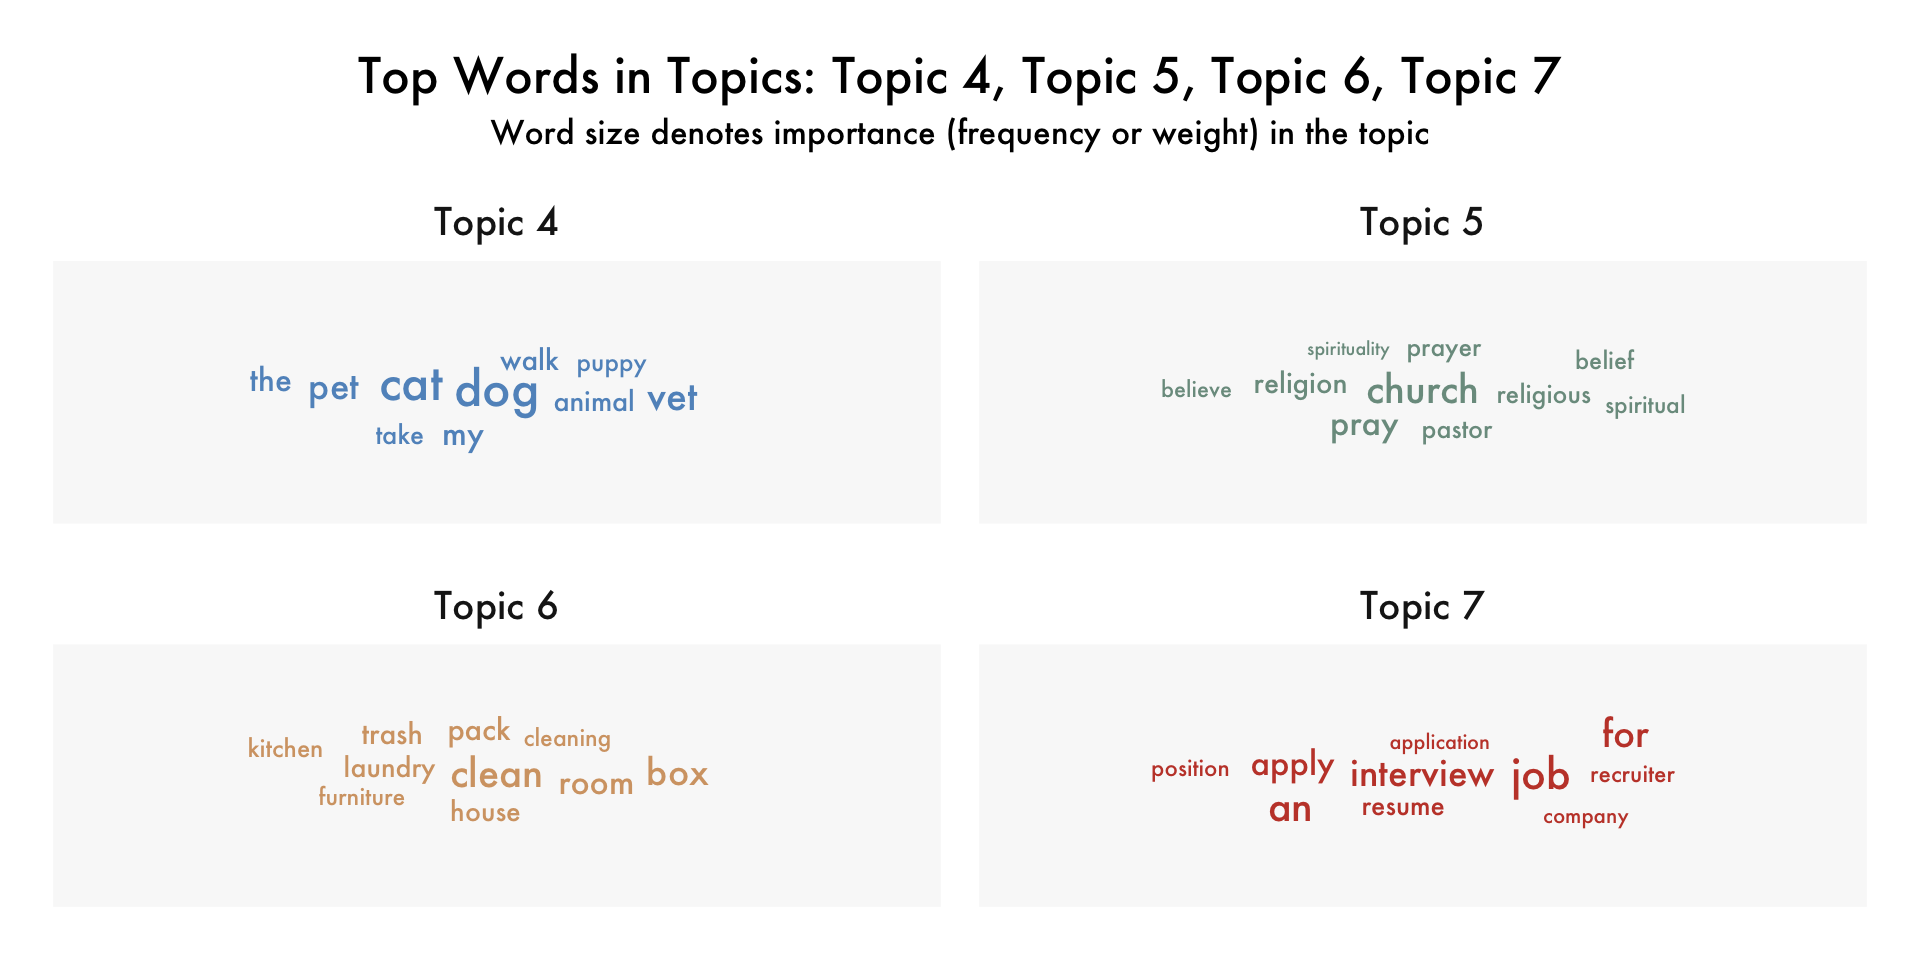 Top Words in Topics: Topic 4, Topic 5, Topic 6, Topic 7
Word size denotes importance (frequency or weight) in the topic
Topic 4
walk puppy
the pet cat dog animal vet
take my
Topic 5
spirituality prayer belief
believe religion church religious spiritual
pray pastor
Topic 6
kitchen trash pack cleaning
laundry clean room box
furniture house
Topic 7
application for
position apply interview job recruiter
an resume company